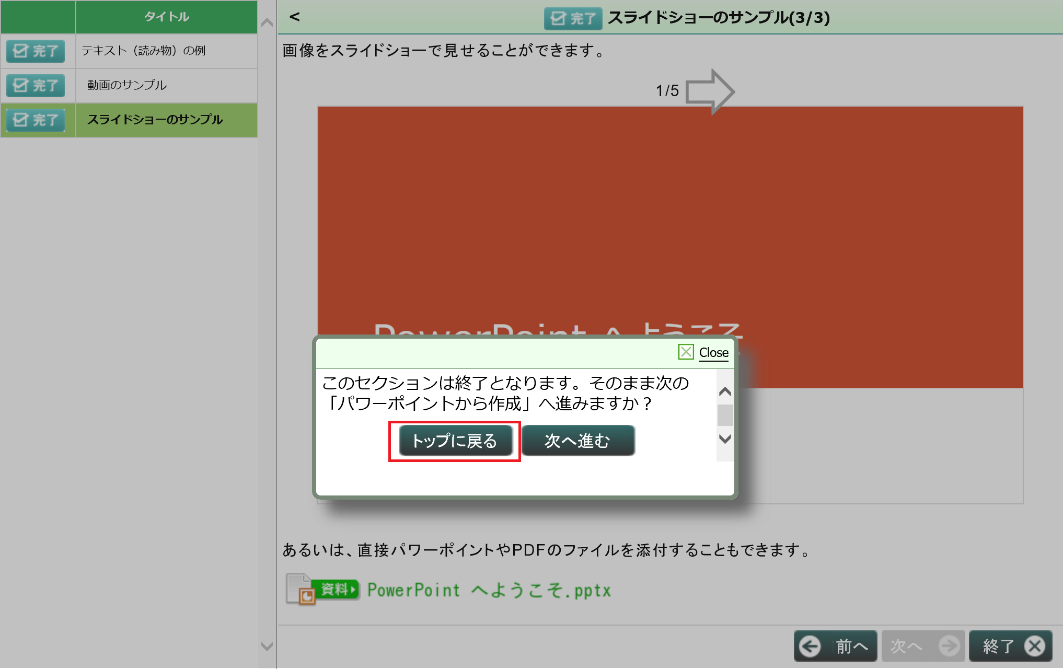 タイトル
完了 テキスト（読み物）の例
完了 動画のサンプル
完了 スライドショーのサンプル
< 完了 スライドショーのサンプル(3/3)
画像をスライドショーで見せることができます。
1/5
PowerPoint へようこそ
Close
このセクションは終了となります。そのまま次の
「パワーポイントから作成」へ進みますか？
トップに戻る 次へ進む
あるいは、直接パワーポイントやPDFのファイルを添付することもできます。
資料 PowerPoint へようこそ.pptx
前へ 次へ 終了